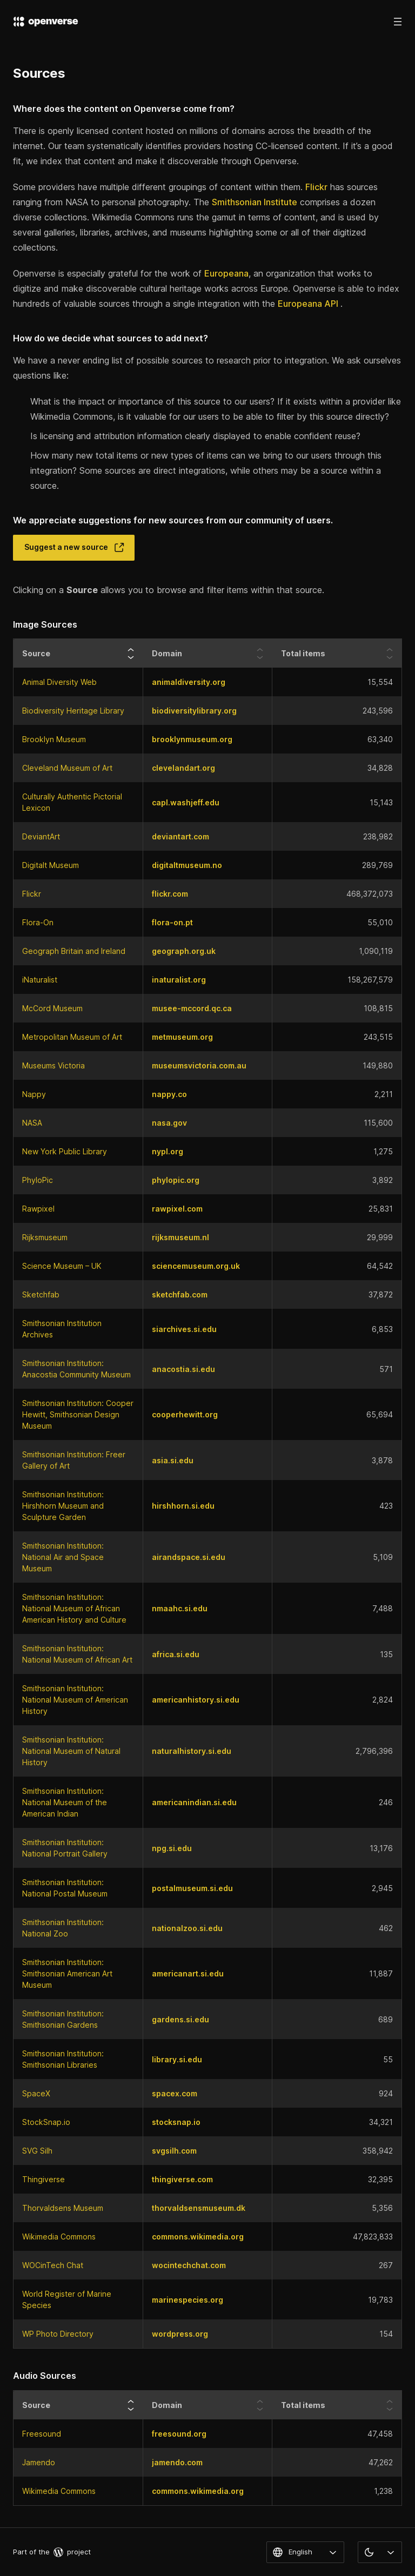 openverse
Sources
Where does the content on Openverse come from?
There is openly licensed content hosted on millions of domains across the breadth of the
internet. Our team systematically identifies providers hosting CC-licensed content. If it's a good
fit, we index that content and make it discoverable through Openverse.
Some providers have multiple different groupings of content within them. Flickr has sources
ranging from NASA to personal photography. The Smithsonian Institute comprises a dozen
diverse collections. Wikimedia Commons runs the gamut in terms of content, and is used by
several galleries, libraries, archives, and museums highlighting some or all of their digitized
collections.
Openverse is especially grateful for the work of Europeana, an organization that works to
digitize and make discoverable cultural heritage works across Europe. Openverse is able to index
hundreds of valuable sources through a single integration with the Europeana API .
How do we decide what sources to add next?
We have a never ending list of possible sources to research prior to integration. We ask ourselves
questions like:
What is the impact or importance of this source to our users? If it exists within a provider like
Wikimedia Commons, is it valuable for our users to be able to filter by this source directly?
Is licensing and attribution information clearly displayed to enable confident reuse?
How many new total items or new types of items can we bring to our users through this
integration? Some sources are direct integrations, while others may be a source within a
source.
We appreciate suggestions for new sources from our community of users.
Suggest a new source
Clicking on a Source allows you to browse and filter items within that source.
Image Sources
Source Domain Total items
Animal Diversity Web animaldiversity.org 15,554
Biodiversity Heritage Library biodiversitylibrary.org 243,596
Brooklyn Museum brooklynmuseum.org 63,340
Cleveland Museum of Art clevelandart.org 34,828
Culturally Authentic Pictorial
Lexicon capl.washjeff.edu 15,143
DeviantArt deviantart.com 238,982
Digitalt Museum digitaltmuseum.no 289,769
Flickr flickr.com 468,372,073
Flora-On flora-on.pt 55,010
Geograph Britain and Ireland geograph.org.uk 1,090,119
iNaturalist inaturalist.org 158,267,579
McCord Museum musee-mccord.qc.ca 108,815
Metropolitan Museum of Art metmuseum.org 243,515
Museums Victoria museumsvictoria.com.au 149,880
Nappy nappy.co 2,211
NASA nasa.gov 115,600
New York Public Library nypl.org 1,275
PhyloPic phylopic.org 3,892
Rawpixel rawpixel.com 25,831
Rijksmuseum rijksmuseum.nl 29,999
Science Museum – UK sciencemuseum.org.uk 64,542
Sketchfab sketchfab.com 37,872
Smithsonian Institution
Archives siarchives.si.edu 6,853
Smithsonian Institution:
Anacostia Community Museum anacostia.si.edu 571
Smithsonian Institution: Cooper
Hewitt, Smithsonian Design
Museum cooperhewitt.org 65,694
Smithsonian Institution: Freer
Gallery of Art asia.si.edu 3,878
Smithsonian Institution:
Hirshhorn Museum and
Sculpture Garden hirshhorn.si.edu 423
Smithsonian Institution:
National Air and Space
Museum airandspace.si.edu 5,109
Smithsonian Institution:
National Museum of African
American History and Culture nmaahc.si.edu 7,488
Smithsonian Institution:
National Museum of African Art africa.si.edu 135
Smithsonian Institution:
National Museum of American
History americanhistory.si.edu 2,824
Smithsonian Institution:
National Museum of Natural
History naturalhistory.si.edu 2,796,396
Smithsonian Institution:
National Museum of the
American Indian americanindian.si.edu 246
Smithsonian Institution:
National Portrait Gallery npg.si.edu 13,176
Smithsonian Institution:
National Postal Museum postalmuseum.si.edu 2,945
Smithsonian Institution:
National Zoo nationalzoo.si.edu 462
Smithsonian Institution:
Smithsonian American Art
Museum americanart.si.edu 11,887
Smithsonian Institution:
Smithsonian Gardens gardens.si.edu 689
Smithsonian Institution:
Smithsonian Libraries library.si.edu 55
SpaceX spacex.com 924
StockSnap.io stocksnap.io 34,321
SVG Silh svgsilh.com 358,942
Thingiverse thingiverse.com 32,395
Thorvaldsens Museum thorvaldsensmuseum.dk 5,356
Wikimedia Commons commons.wikimedia.org 47,823,833
WOCinTech Chat wocintechchat.com 267
World Register of Marine
Species marinespecies.org 19,783
WP Photo Directory wordpress.org 154
Audio Sources
Source Domain Total items
Freesound freesound.org 47,458
Jamendo jamendo.com 47,262
Wikimedia Commons commons.wikimedia.org 1,238
Part of the project English